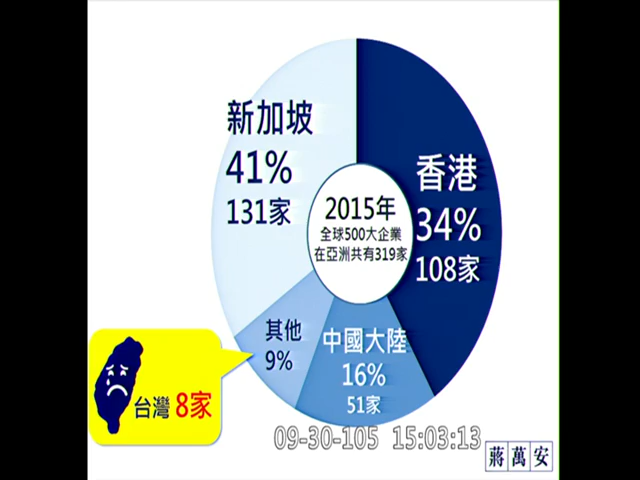 新加坡
41%
131家
香港
34%
108家
2015年
全球500大企業
在亞洲共有319家
其他
9%
中國大陸
16%
51家
台灣 8家
09-30-105 15:03:13
蔣萬安